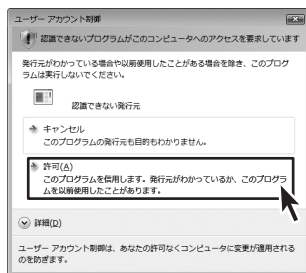 ユーザー アカウント制御
認識できないプログラムがこのコンピュータへのアクセスを要求しています
発行元がわかっている場合や以前使用したことがある場合を除き、このプログ
ラムは実行しないでください。
認識できない発行元
キャンセル
このプログラムの発行元も目的もわかりません。
許可(A)
このプログラムを信用します。発行元がわかっているか、このプログラ
ムを以前使用したことがあります。
詳細(D)
ユーザー アカウント制御は、あなたの許可なくコンピュータに変更が適用される
のを防ぎます。